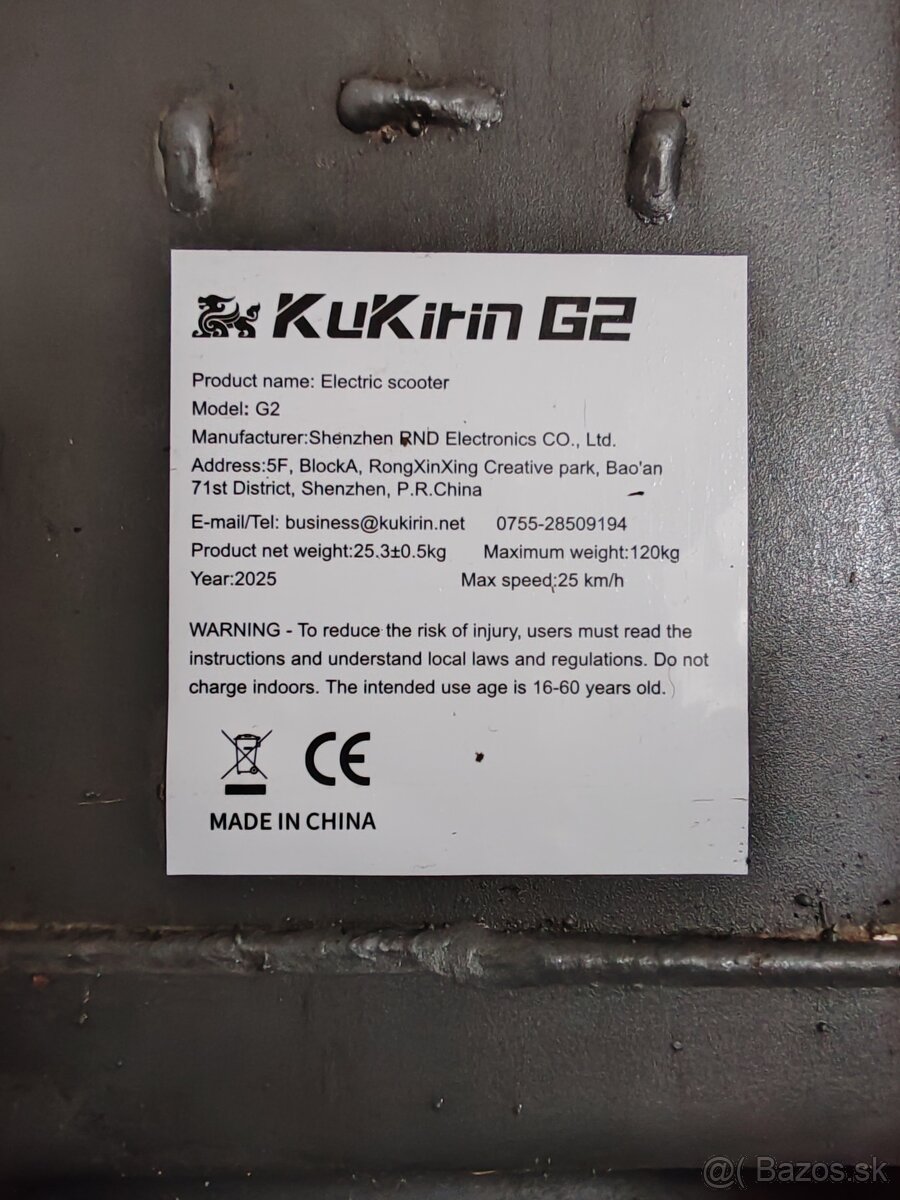 KuKirin G2
Product name: Electric scooter
Model: G2
Manufacturer:Shenzhen RND Electronics CO., Ltd.
Address:5F, BlockA, RongXinXing Creative park, Bao'an
71st District, Shenzhen, P.R.China
E-mail/Tel: business@kukirin.net 0755-28509194
Product net weight:25.3±0.5kg Maximum weight:120kg
Year:2025 Max speed:25 km/h
WARNING - To reduce the risk of injury, users must read the
instructions and understand local laws and regulations. Do not
charge indoors. The intended use age is 16-60 years old.
CE
MADE IN CHINA
@( Bazos.sk